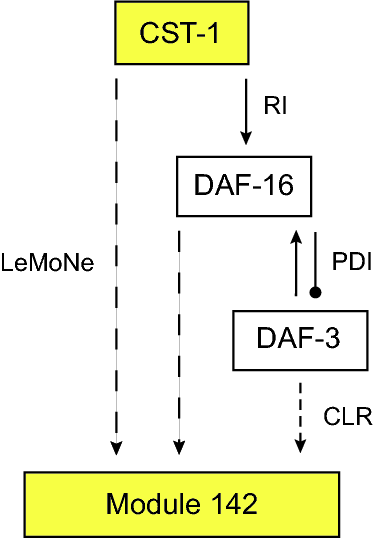 CST-1
RI
DAF-16
LeMoNe
PDI
DAF-3
CLR
Module 142